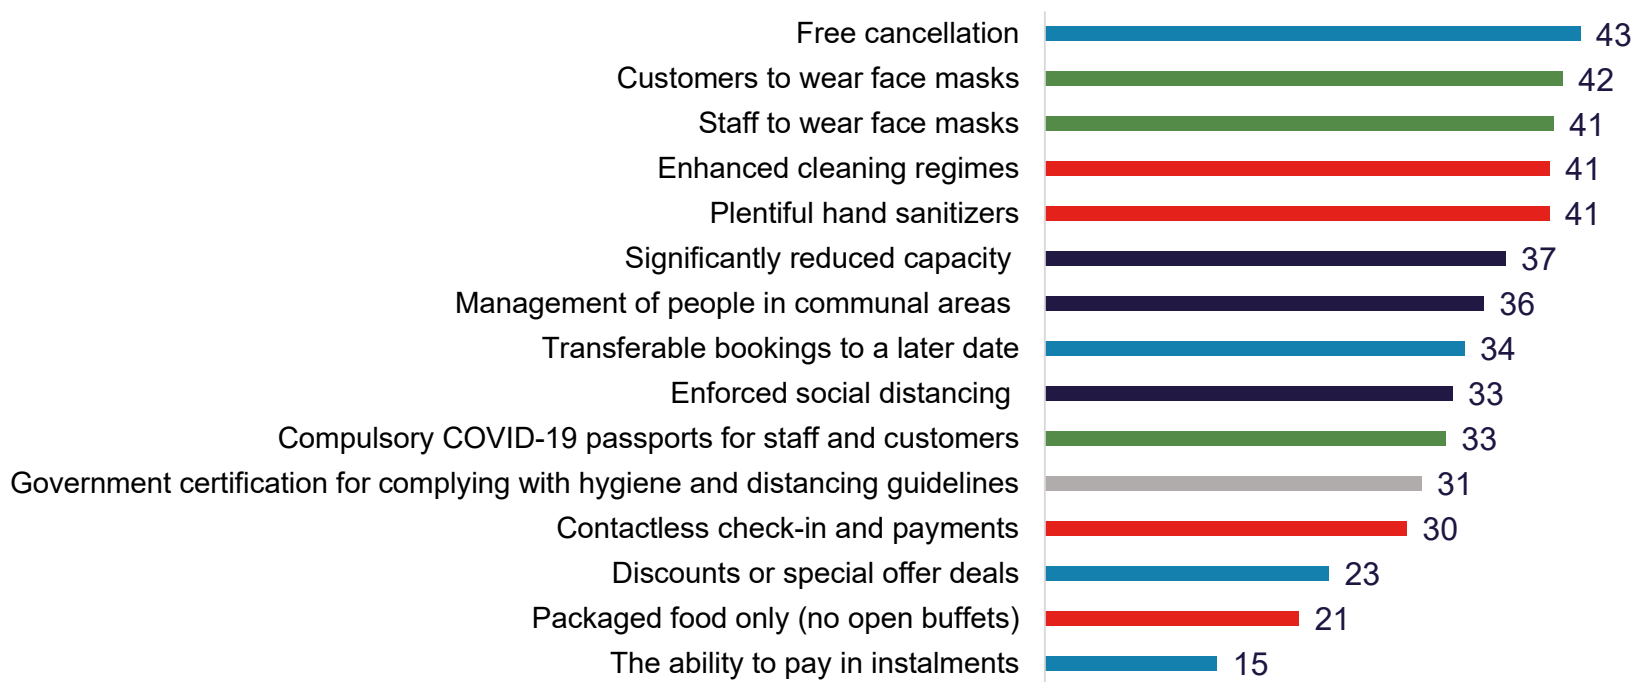 Free cancellation 43
Customers to wear face masks 42
Staff to wear face masks 41
Enhanced cleaning regimes 41
Plentiful hand sanitizers 41
Significantly reduced capacity 37
Management of people in communal areas 36
Transferable bookings to a later date 34
Enforced social distancing 33
Compulsory COVID-19 passports for staff and customers 33
Government certification for complying with hygiene and distancing guidelines 31
Contactless check-in and payments 30
Discounts or special offer deals 23
Packaged food only (no open buffets) 21
The ability to pay in instalments 15